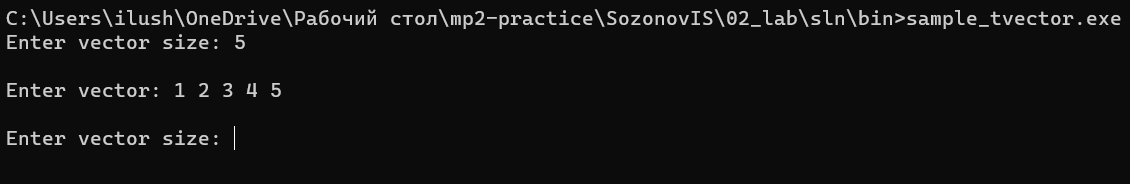 C:\Users\ilush\OneDrive\Рабочий стол\mp2-practice\SozonovIS\02_lab\sln\bin>sample_tvector.exe
Enter vector size: 5
Enter vector: 1 2 3 4 5
Enter vector size: